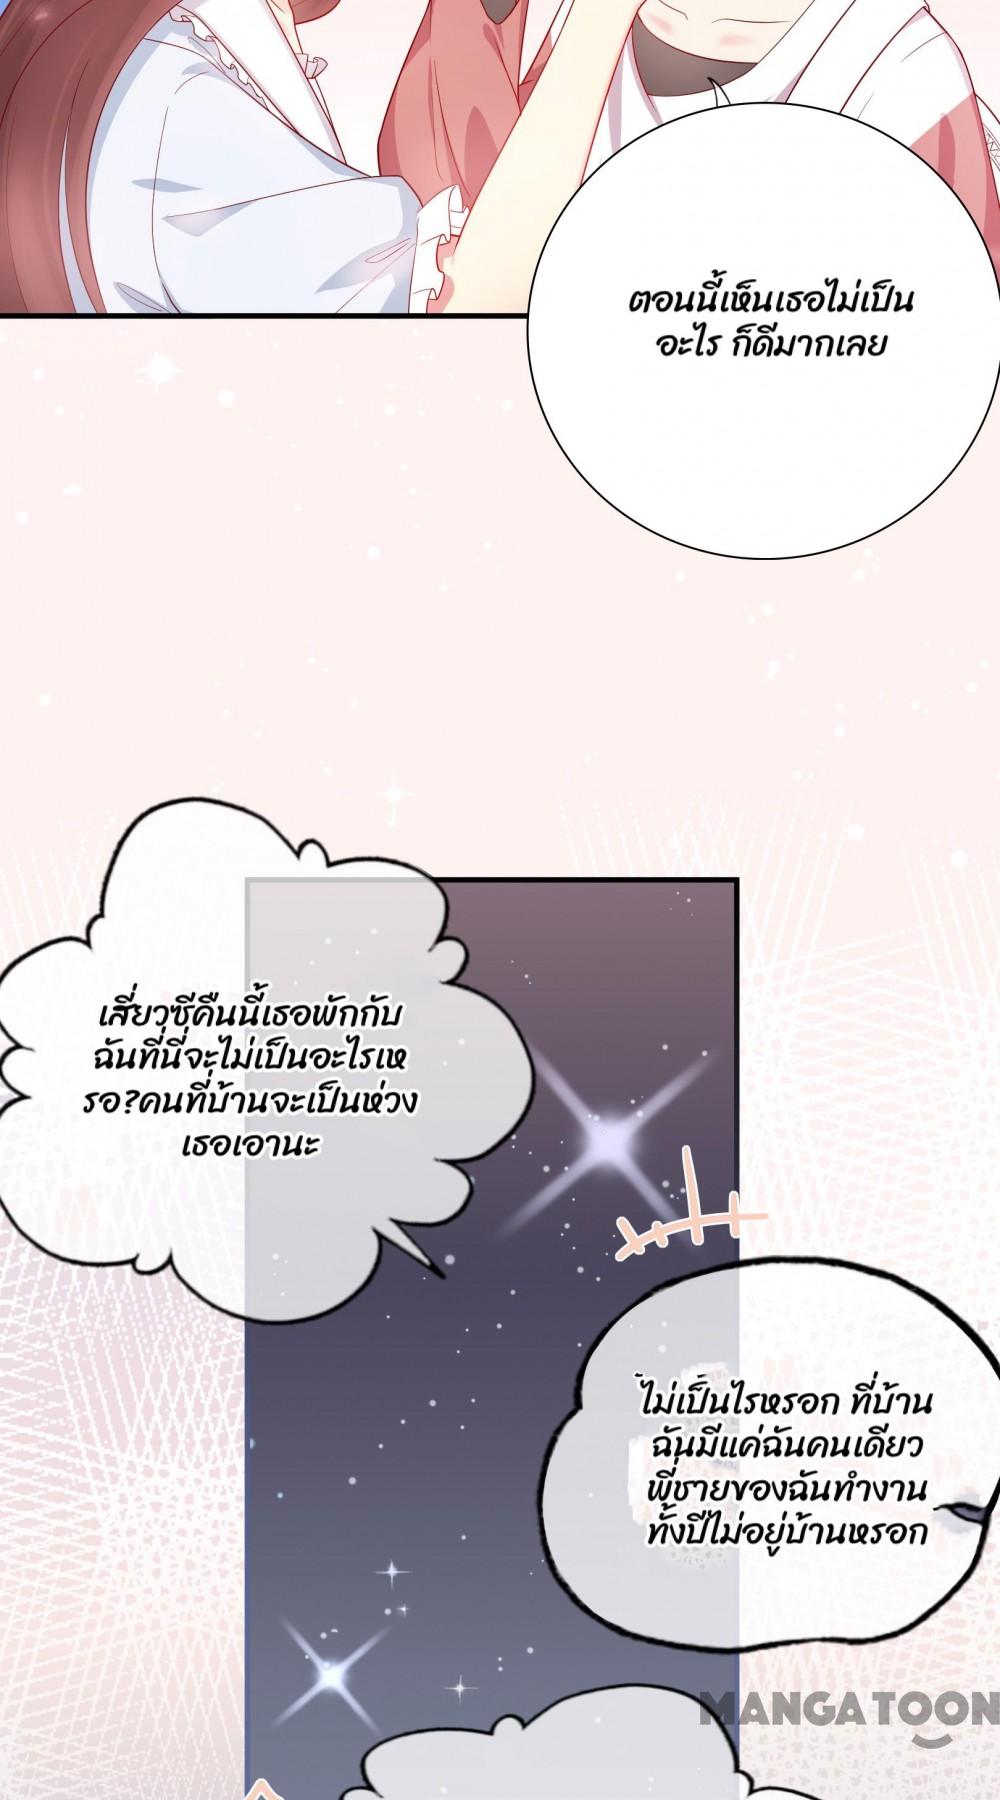 ตอนนี้เห็นเธอไม่เป็น
อะไร ก็ดีมากเลย
เสี่ยวซีคืนนี้เธอพักกับ
ฉันที่นี่จะไม่เป็นอะไรเห
รอ?คนที่บ้านจะเป็นห่วง
เธอเอานะ
ไม่เป็นไรหรอก ที่บ้าน
ฉันมีแค่ฉันคนเดียว
พี่ชายของฉันทำงาน
ทั้งปีไม่อยู่บ้านหรอก
MANGATOON